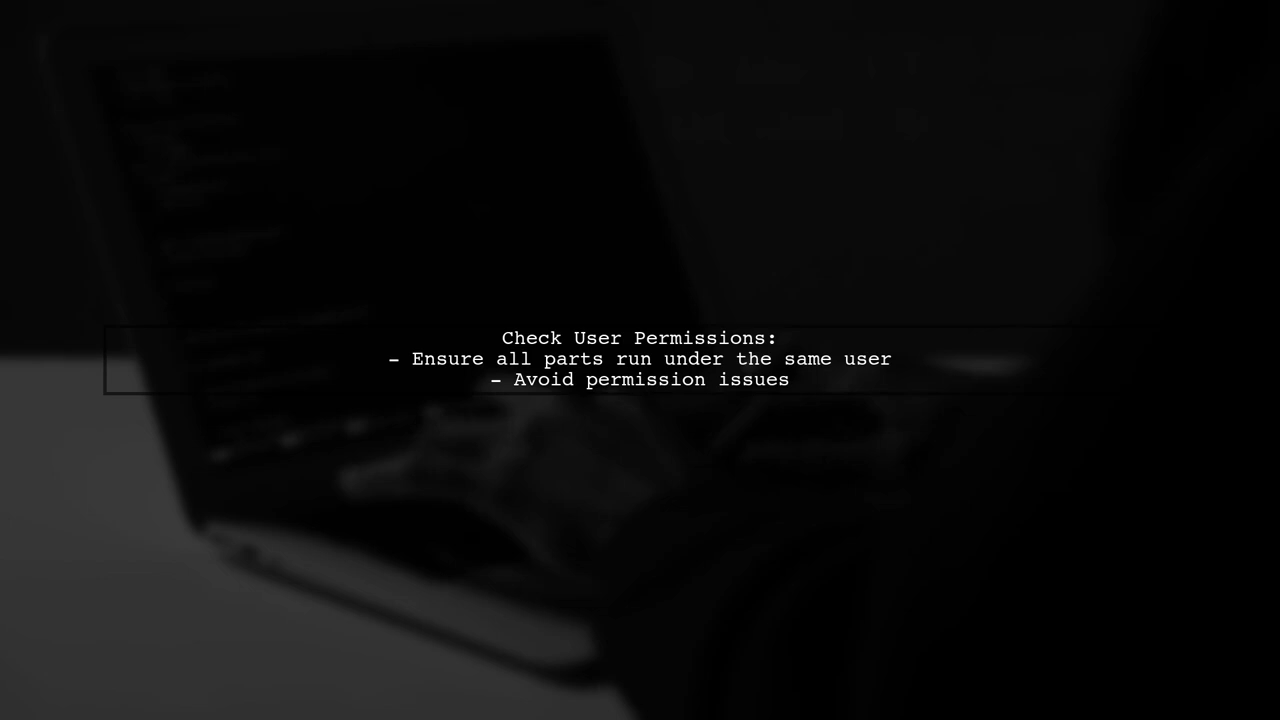 Check User Permissions:
- Ensure all parts run under the same user
- Avoid permission issues